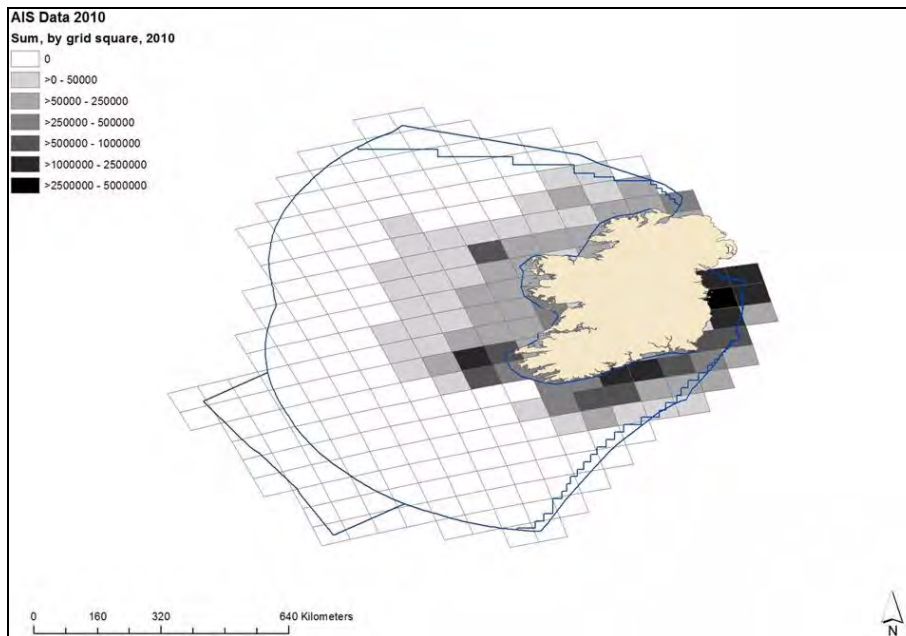 AIS Data 2010
Sum, by grid square, 2010
0
>0 - 50000
>50000 - 250000
>250000 - 500000
>500000 - 1000000
>1000000 - 2500000
>2500000 - 5000000
0 160 320 640 Kilometers
N